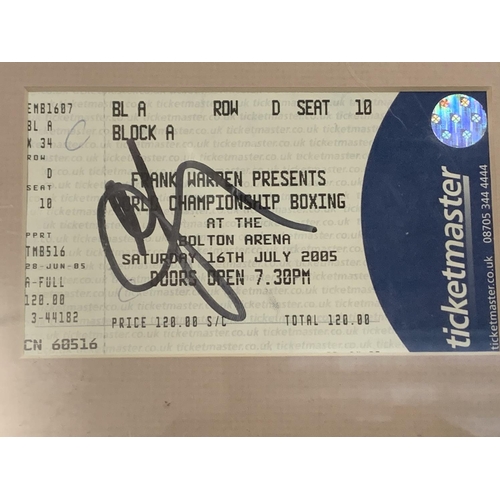 EMB1607
BL A
X 34
ROW
D
SEAT
10
PPRT
TMB516
28-JUN-05
A-FULL
120.00
3-44182
CN 60516
BL A ROW D SEAT 10
BLOCK A
FRANK WARREN PRESENTS
CHAMPIONSHIP BOXING
AT THE
BOLTON ARENA
SATURDAY 16TH JULY 2005
DOORS OPEN 7.30PM
PRICE 120.00 S/C TOTAL 120.00
ticketmaster
ticketmaster.co.uk 08705 344 4444